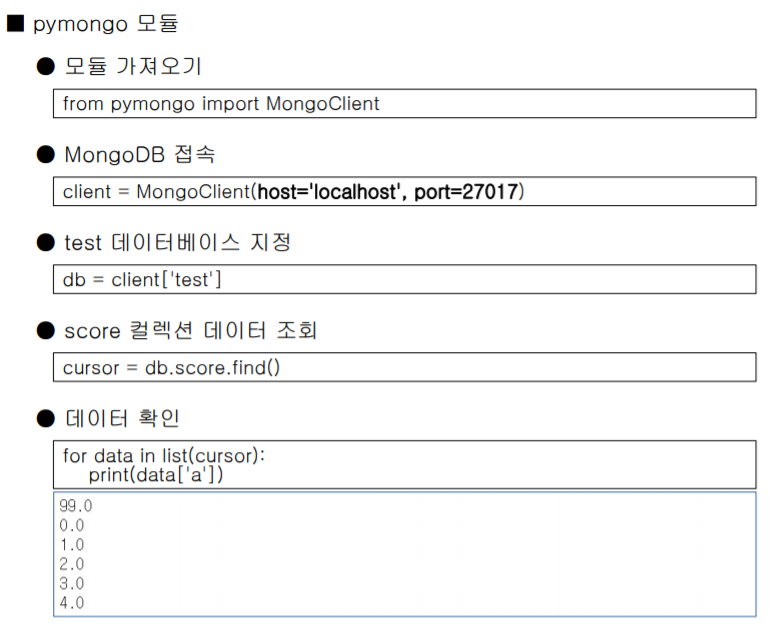 ■ pymongo 모듈
● 모듈 가져오기
from pymongo import MongoClient
● MongoDB 접속
client = MongoClient(host='localhost', port=27017)
● test 데이터베이스 지정
db = client['test']
● score 컬렉션 데이터 조회
cursor = db.score.find()
● 데이터 확인
for data in list(cursor):
    print(data['a'])
99.0
0.0
1.0
2.0
3.0
4.0